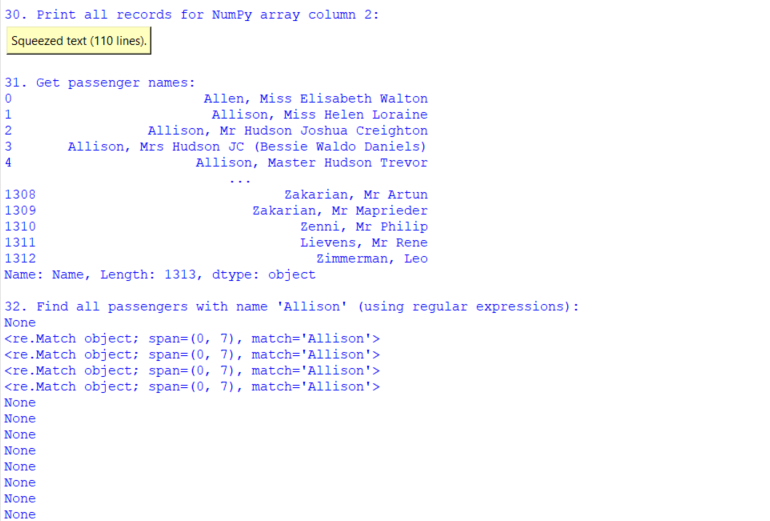 30. Print all records for NumPy array column 2:
Squeezed text (110 lines).
31. Get passenger names:
0 Allen, Miss Elisabeth Walton
1 Allison, Miss Helen Loraine
2 Allison, Mr Hudson Joshua Creighton
3 Allison, Mrs Hudson JC (Bessie Waldo Daniels)
4 Allison, Master Hudson Trevor
...
1308 Zakarian, Mr Artun
1309 Zakarian, Mr Maprieder
1310 Zenni, Mr Philip
1311 Lievens, Mr Rene
1312 Zimmerman, Leo
Name: Name, Length: 1313, dtype: object
32. Find all passengers with name 'Allison' (using regular expressions):
None
<re.Match object; span=(0, 7), match='Allison'>
<re.Match object; span=(0, 7), match='Allison'>
<re.Match object; span=(0, 7), match='Allison'>
<re.Match object; span=(0, 7), match='Allison'>
None
None
None
None
None
None
None
None